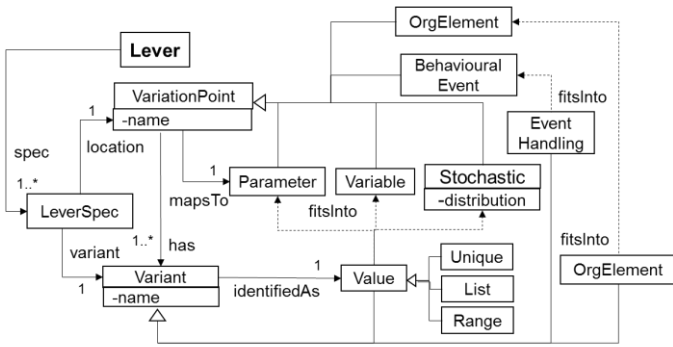 OrgElement
Lever
Behavioural
Event
VariationPoint
-name
fitsInto
1
location
Event
Handling
spec
1
Parameter
Variable
Stochastic
-distribution
mapsTo
1..*
LeverSpec
fitsInto
Unique
fitsInto
variant
1..*
has
OrgElement
Variant
1
Value
List
1
-name
identifiedAs
Range